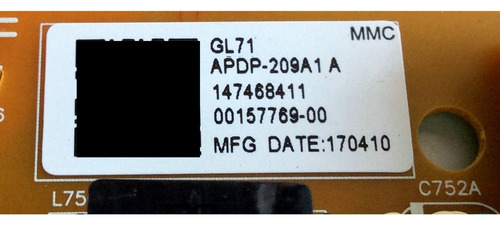 MMC
GL71
APDP-209A1 A
147468411
00157769-00
MFG DATE:170410
L75
C752A